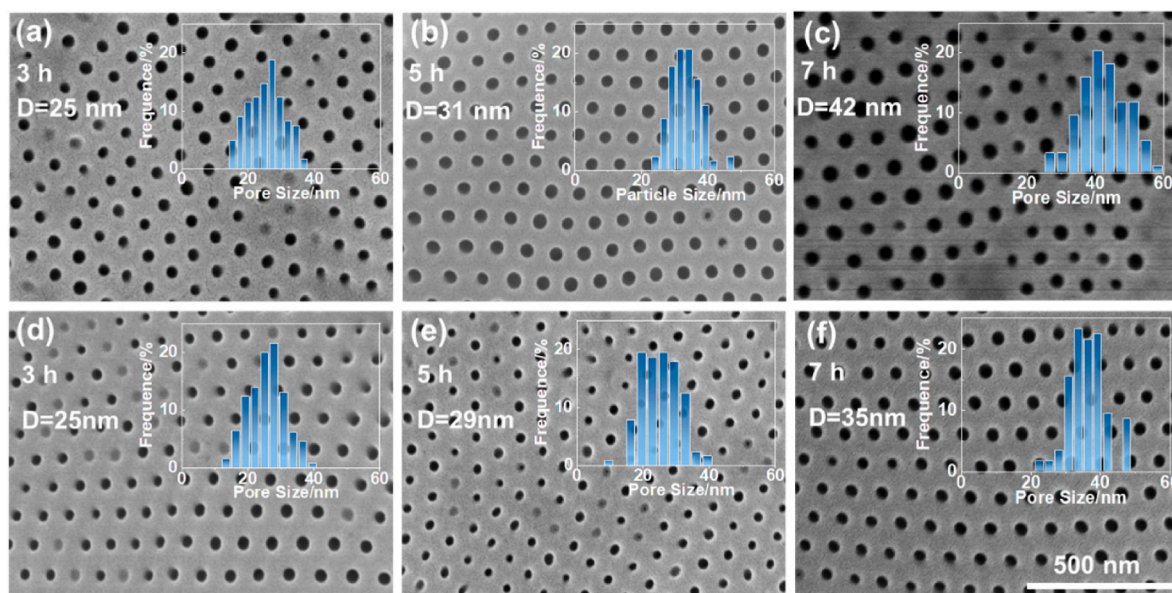 (a)
3 h
D=25 nm
Frequence/%
20
10
0
0 20 40 60
Pore Size/nm
(b)
5 h
D=31 nm
Frequence/%
20
10
0
0 20 40 60
Particle Size/nm
(c)
7 h
D=42 nm
Frequence/%
20
10
0
0 20 40 60
Pore Size/nm
(d)
3 h
D=25nm
Frequence/%
20
10
0
0 20 40 60
Pore Size/nm
(e)
5 h
D=29nm
Frequence/%
20
10
0
0 20 40 60
Pore Size/nm
(f)
7 h
D=35nm
Frequence/%
20
10
0
0 20 40 60
Pore Size/nm
500 nm